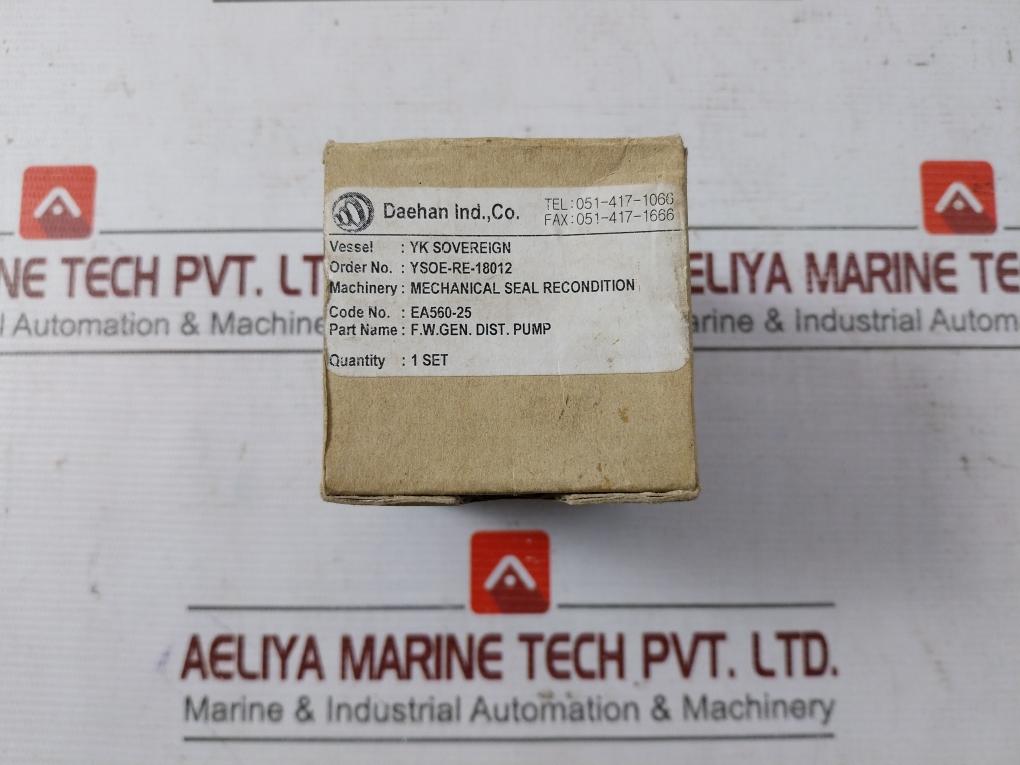 Daehan Ind.,Co.
TEL:051-417-1066
FAX:051-417-1666
Vessel : YK SOVEREIGN
Order No. : YSOE-RE-18012
Machinery : MECHANICAL SEAL RECONDITION
Code No. : EA560-25
Part Name : F.W.GEN. DIST. PUMP
Quantity : 1 SET
NE TECH PVT. LT
l Automation & Machine
AELIYA MARINE T
arine & Industrial Autom
AELIYA MARINE TECH PVT. LTD.
Marine & Industrial Automation & Machinery